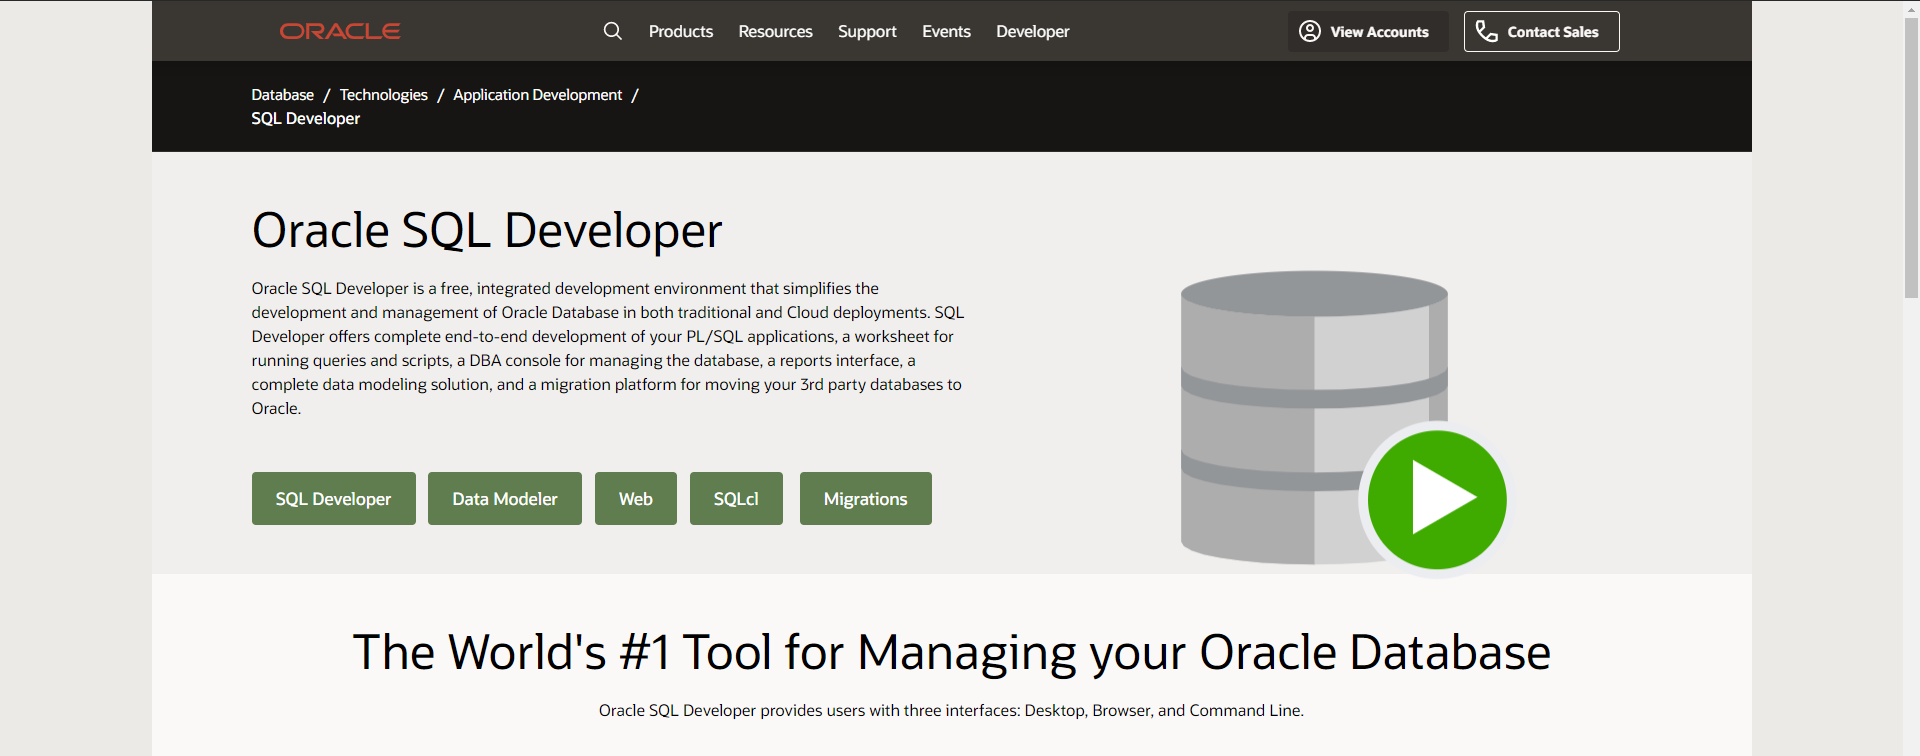 ORACLE
Products Resources Support Events Developer
View Accounts
Contact Sales
Database / Technologies / Application Development /
SQL Developer
Oracle SQL Developer
Oracle SQL Developer is a free, integrated development environment that simplifies the
development and management of Oracle Database in both traditional and Cloud deployments. SQL
Developer offers complete end-to-end development of your PL/SQL applications, a worksheet for
running queries and scripts, a DBA console for managing the database, a reports interface, a
complete data modeling solution, and a migration platform for moving your 3rd party databases to
Oracle.
SQL Developer
Data Modeler
Web
SQLcl
Migrations
The World's #1 Tool for Managing your Oracle Database
Oracle SQL Developer provides users with three interfaces: Desktop, Browser, and Command Line.